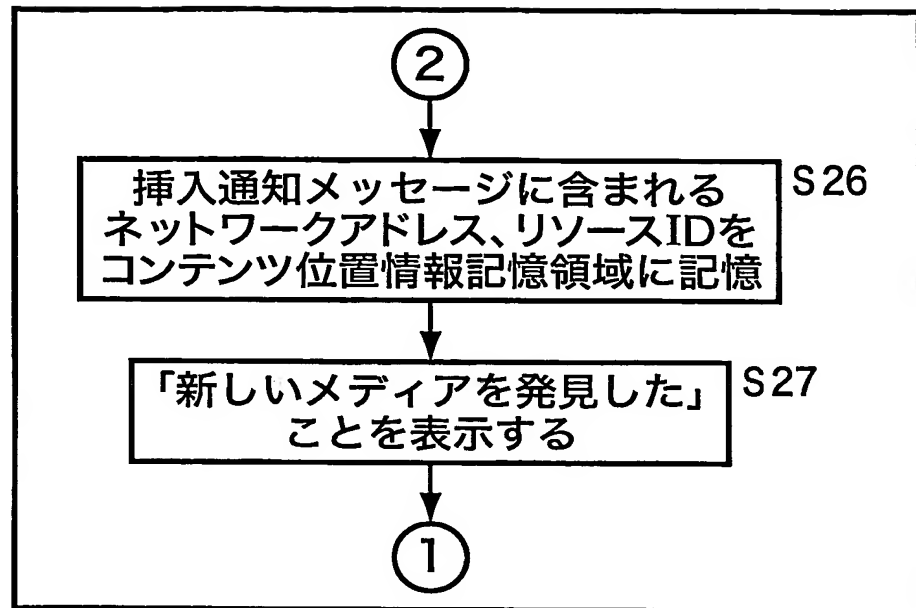 2
挿入通知メッセージに含まれる
S26
ネットワークアドレス、リソースIDを
コンテンツ位置情報記憶領域に記憶
「新しいメディアを発見した」
S27
ことを表示する
1